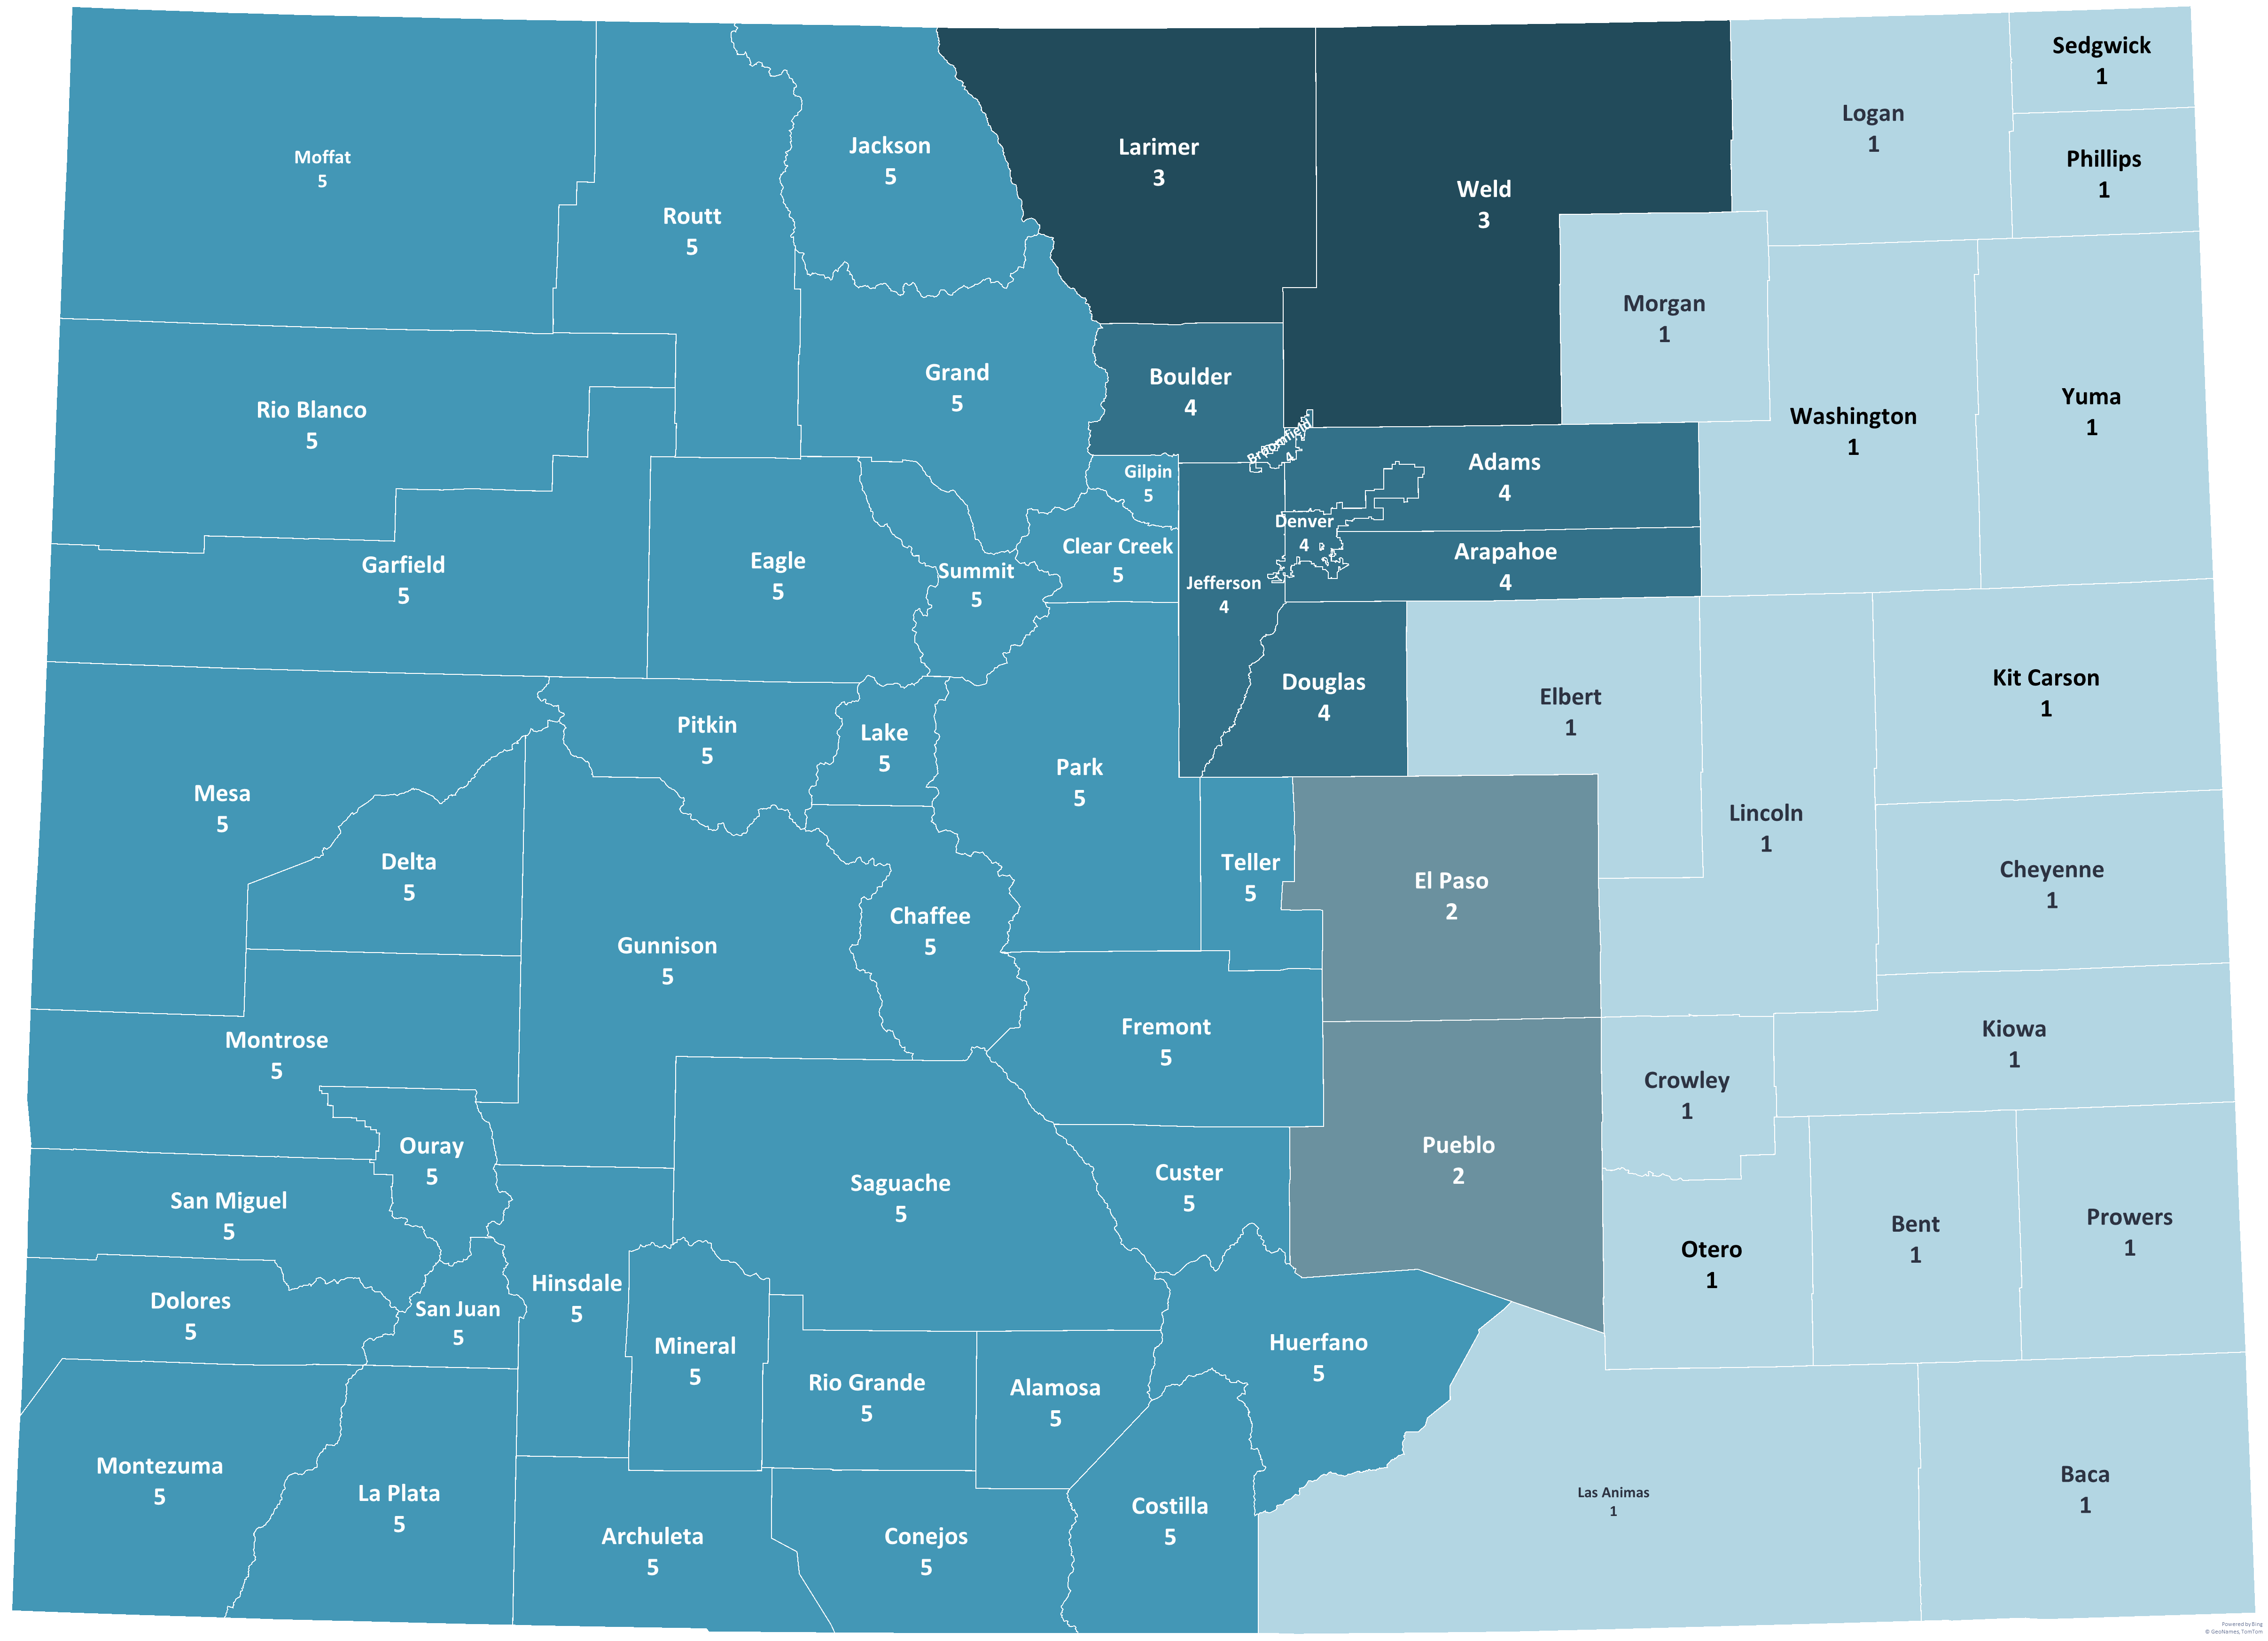 Sedgwick
1
Logan
1
Phillips
1
Jackson
5
Larimer
3
Moffat
5
Weld
3
Routt
5
Morgan
1
Grand
5
Boulder
4
Yuma
1
Rio Blanco
5
Washington
1
Broomfield
4
Adams
4
Gilpin
5
Denver
4
Clear Creek
5
Arapahoe
4
Garfield
5
Eagle
5
Summit
5
Jefferson
4
Kit Carson
1
Douglas
4
Elbert
1
Pitkin
5
Lake
5
Park
5
Mesa
5
Lincoln
1
Delta
5
Teller
5
Cheyenne
1
El Paso
2
Chaffee
5
Gunnison
5
Fremont
5
Kiowa
1
Montrose
5
Crowley
1
Ouray
5
Pueblo
2
Custer
5
Saguache
5
San Miguel
5
Prowers
1
Bent
1
Otero
1
Hinsdale
5
Dolores
5
San Juan
5
Mineral
5
Huerfano
5
Rio Grande
5
Alamosa
5
Montezuma
5
Baca
1
La Plata
5
Las Animas
1
Costilla
5
Archuleta
5
Conejos
5
Powered by Bing
© GeoNames, TomTom